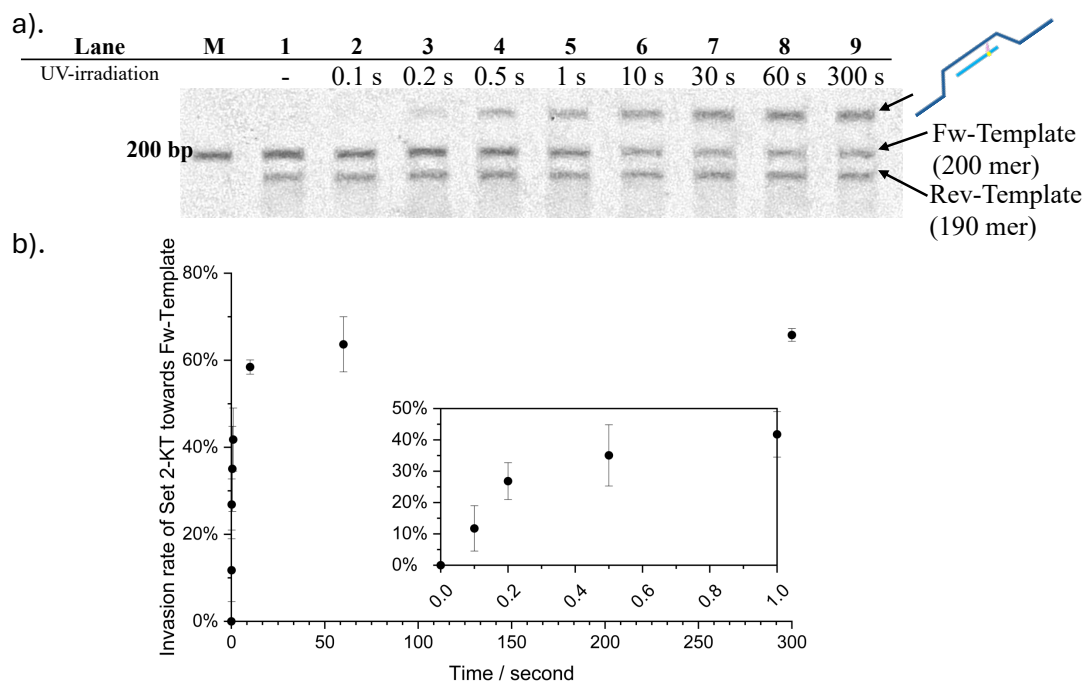 a).
Lane M 1 2 3 4 5 6 7 8 9
UV-irradiation - 0.1 s 0.2 s 0.5 s 1 s 10 s 30 s 60 s 300 s
200 bp
Fw-Template
(200 mer)
Rev-Template
(190 mer)
b).
Invasion rate of Set 2-KT towards Fw-Template
80%
60%
40%
20%
0%
0 50 100 150 200 250 300
Time / second
50%
40%
30%
20%
10%
0%
0.0 0.2 0.4 0.6 0.8 1.0